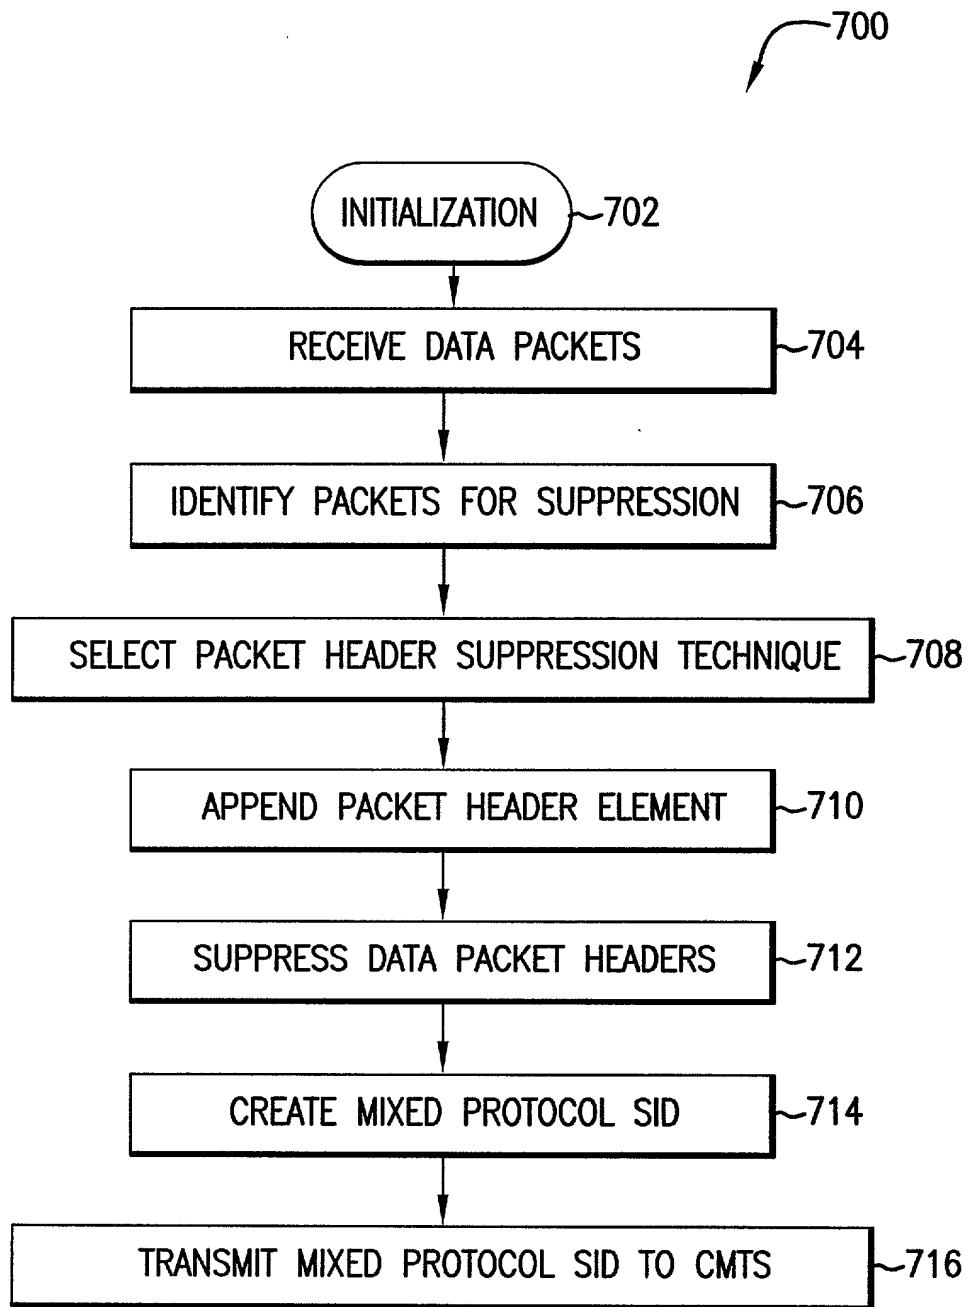 700
INITIALIZATION 702
RECEIVE DATA PACKETS 704
IDENTIFY PACKETS FOR SUPPRESSION 706
SELECT PACKET HEADER SUPPRESSION TECHNIQUE 708
APPEND PACKET HEADER ELEMENT 710
SUPPRESS DATA PACKET HEADERS 712
CREATE MIXED PROTOCOL SID 714
TRANSMIT MIXED PROTOCOL SID TO CMTS 716